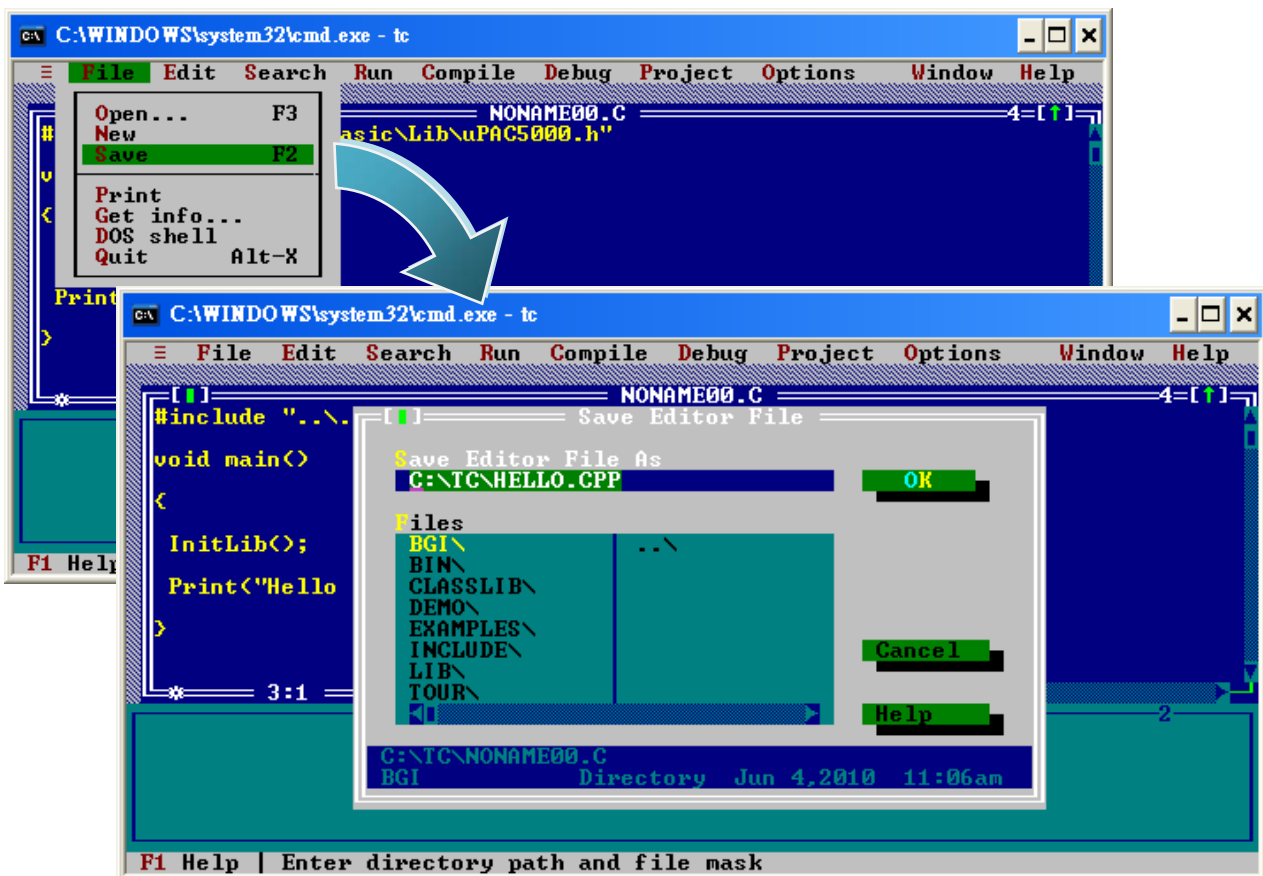 C:\WINDOWS\system32\cmd.exe - tc
≡ File Edit Search Run Compile Debug Project Options Window Help
NONAME00.C 4=[↑]
Open... F3
New
Save F2
Print
Get info...
DOS shell
Quit Alt-X
# asic\Lib\uPAC5000.h"
v
{
Print
}
F1 Help
C:\WINDOWS\system32\cmd.exe - tc
≡ File Edit Search Run Compile Debug Project Options Window Help
NONAME00.C 4=[↑]
#include "..\.
void main()
{
InitLib();
Print("Hello
}
3:1
Save Editor File
Save Editor File As
C:\TC\HELLO.CPP
OK
Files
BGI\ ..\
BIN\
CLASSLIB\
DEMO\
EXAMPLES\
INCLUDE\
LIB\
TOUR\
Cancel
Help
C:\TC\NONAME00.C
BGI Directory Jun 4,2010 11:06am
2
F1 Help | Enter directory path and file mask